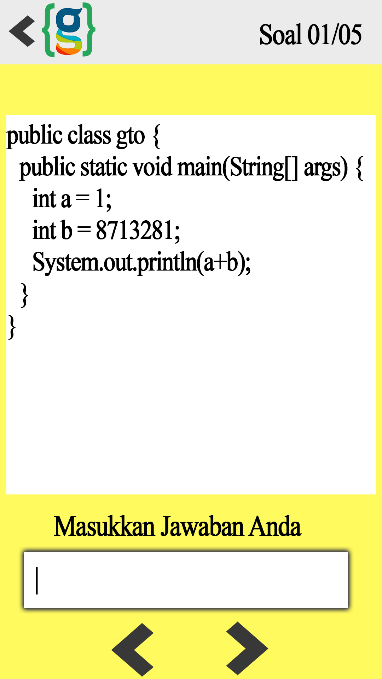 {g}
Soal 01/05
public class gto {
public static void main(String[] args) {
int a = 1;
int b = 8713281;
System.out.println(a+b);
}
}
Masukkan Jawaban Anda